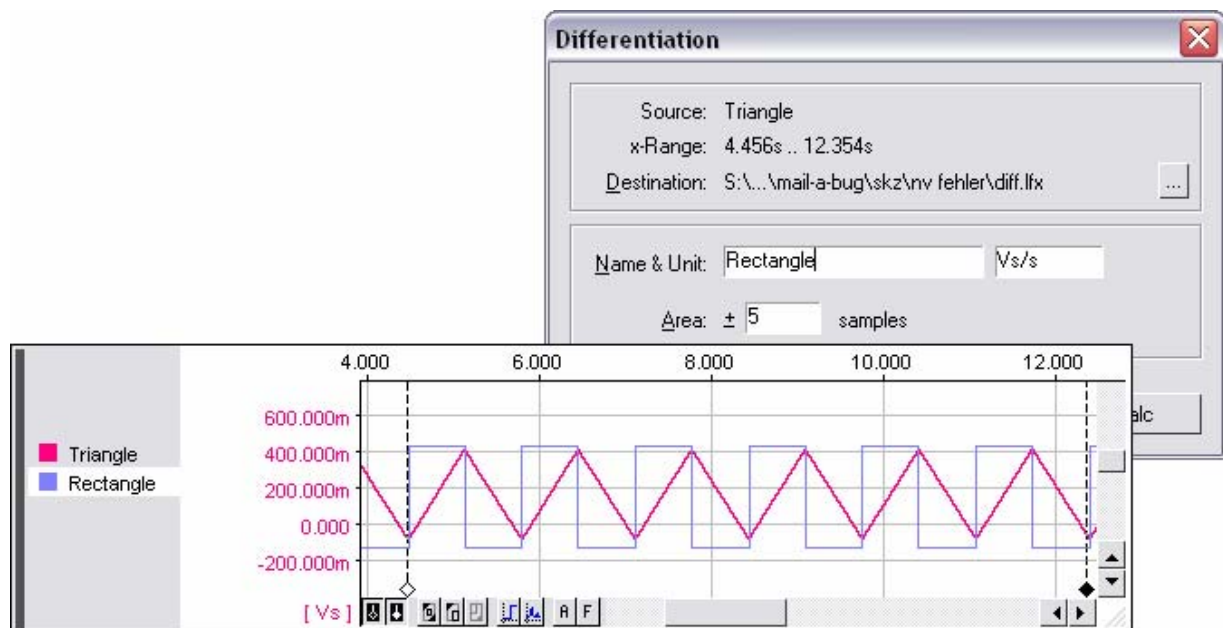 Differentiation
Source: Triangle
x-Range: 4.456s .. 12.354s
Destination: S:\...\mail-a-bug\skz\nv fehler\diff.lfx
...
Name & Unit: Rectangle Vs/s
Area: ± 5 samples
alc
4.000 6.000 8.000 10.000 12.000
600.000m
400.000m
200.000m
0.000
-200.000m
[ Vs ]
Triangle
Rectangle
A F